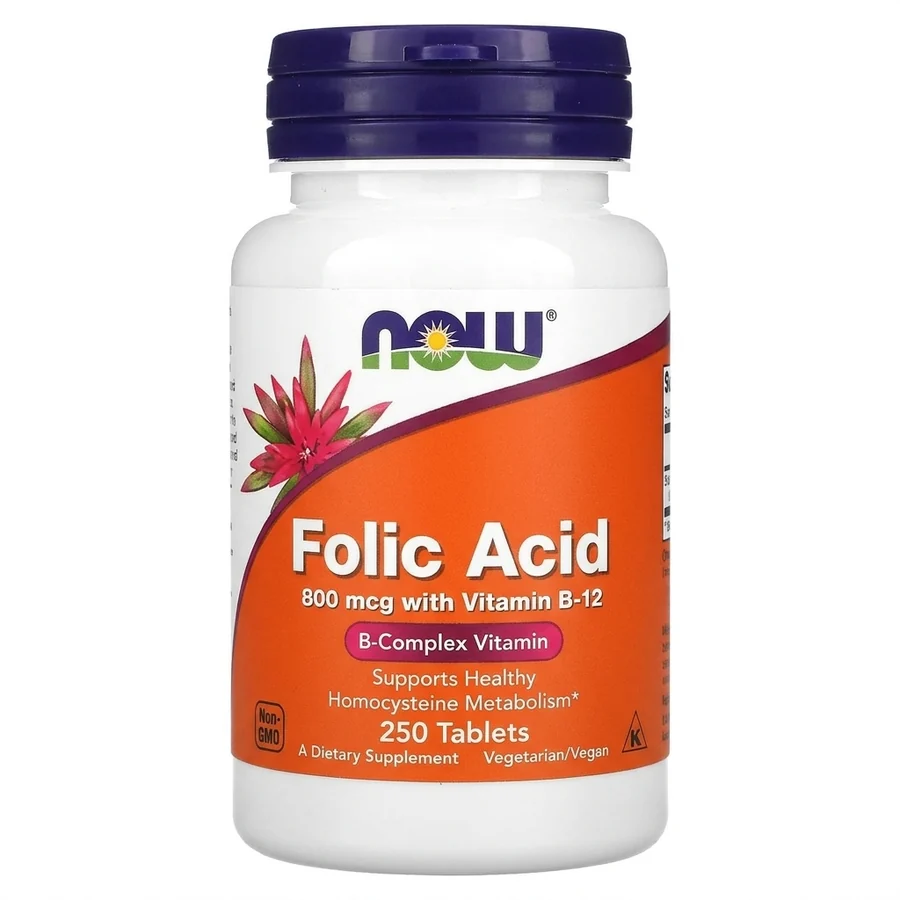 NOW®
Folic Acid
800 mcg with Vitamin B-12
B-Complex Vitamin
Supports Healthy
Homocysteine Metabolism*
250 Tablets
Non-
GMO
A Dietary Supplement Vegetarian/Vegan
K